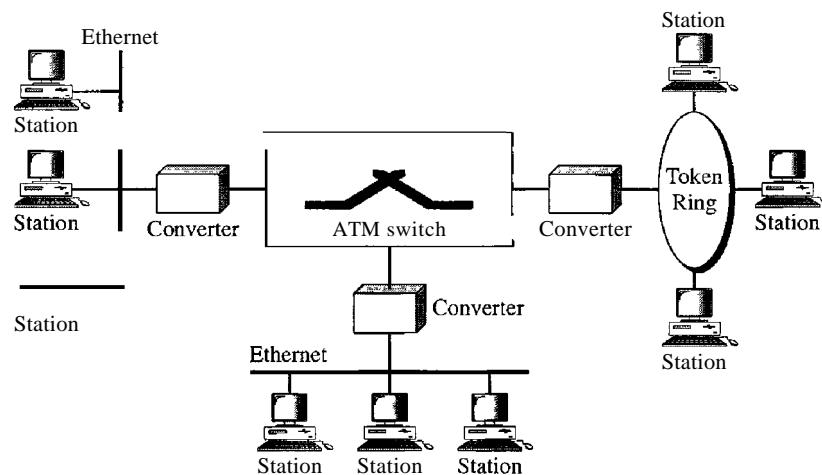 Ethernet
Station
Station
Station
Converter
ATM switch
Converter
Token
Ring
Station
Station
Station
Station
Converter
Ethernet
Station
Station
Station